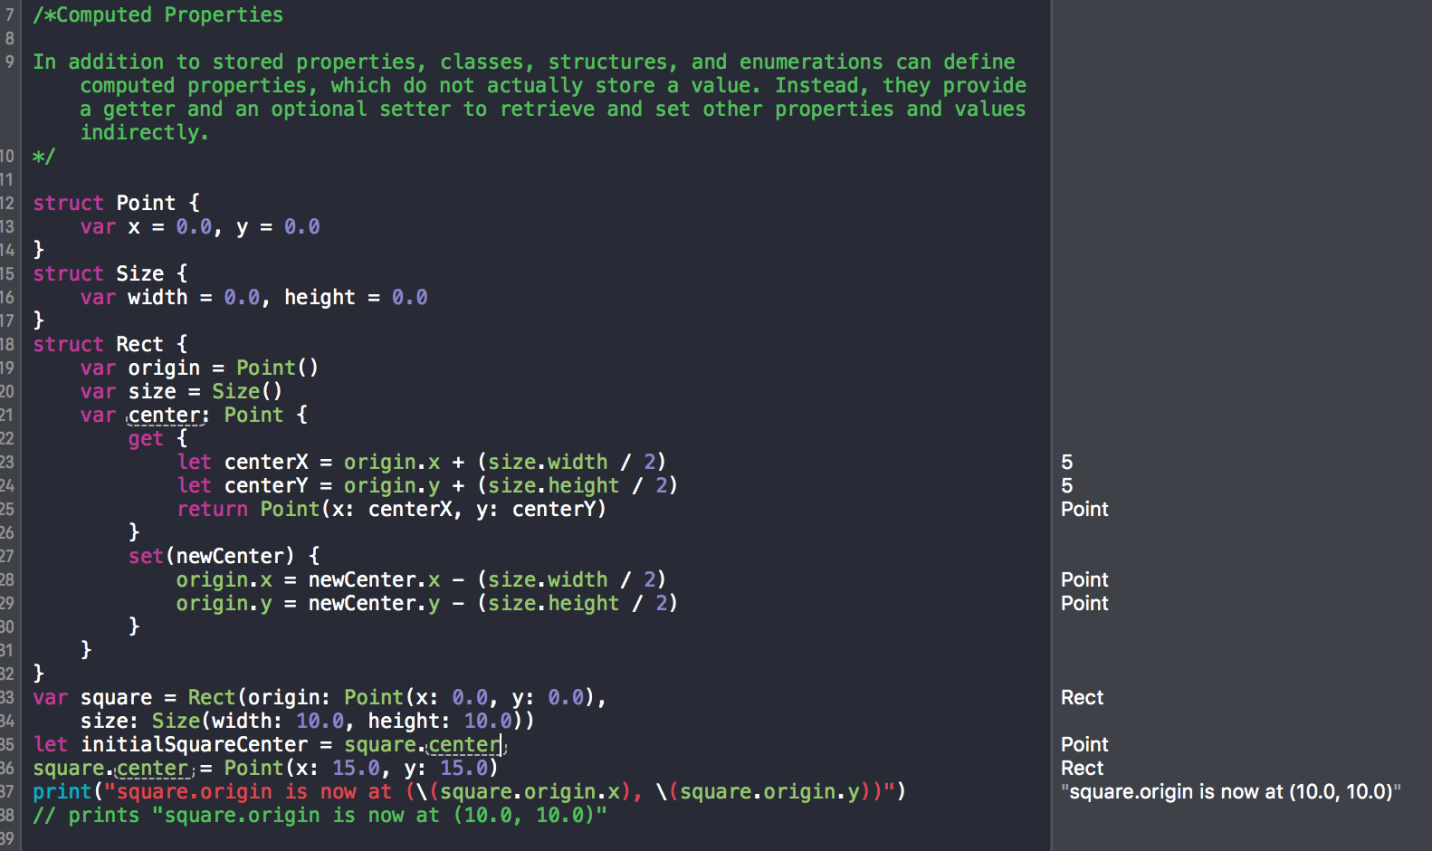 7 /*Computed Properties
8
9 In addition to stored properties, classes, structures, and enumerations can define
computed properties, which do not actually store a value. Instead, they provide
a getter and an optional setter to retrieve and set other properties and values
indirectly.
10 */
11
12 struct Point {
13 var x = 0.0, y = 0.0
14 }
15 struct Size {
16 var width = 0.0, height = 0.0
17 }
18 struct Rect {
19 var origin = Point()
20 var size = Size()
21 var center: Point {
22 get {
23 let centerX = origin.x + (size.width / 2) 5
24 let centerY = origin.y + (size.height / 2) 5
25 return Point(x: centerX, y: centerY) Point
26 }
27 set(newCenter) {
28 origin.x = newCenter.x - (size.width / 2) Point
29 origin.y = newCenter.y - (size.height / 2) Point
30 }
31 }
32 }
33 var square = Rect(origin: Point(x: 0.0, y: 0.0), Rect
34 size: Size(width: 10.0, height: 10.0))
35 let initialSquareCenter = square.center Point
36 square.center = Point(x: 15.0, y: 15.0) Rect
37 print("square.origin is now at (\(square.origin.x), \(square.origin.y))") "square.origin is now at (10.0, 10.0)"
38 // prints "square.origin is now at (10.0, 10.0)"
39